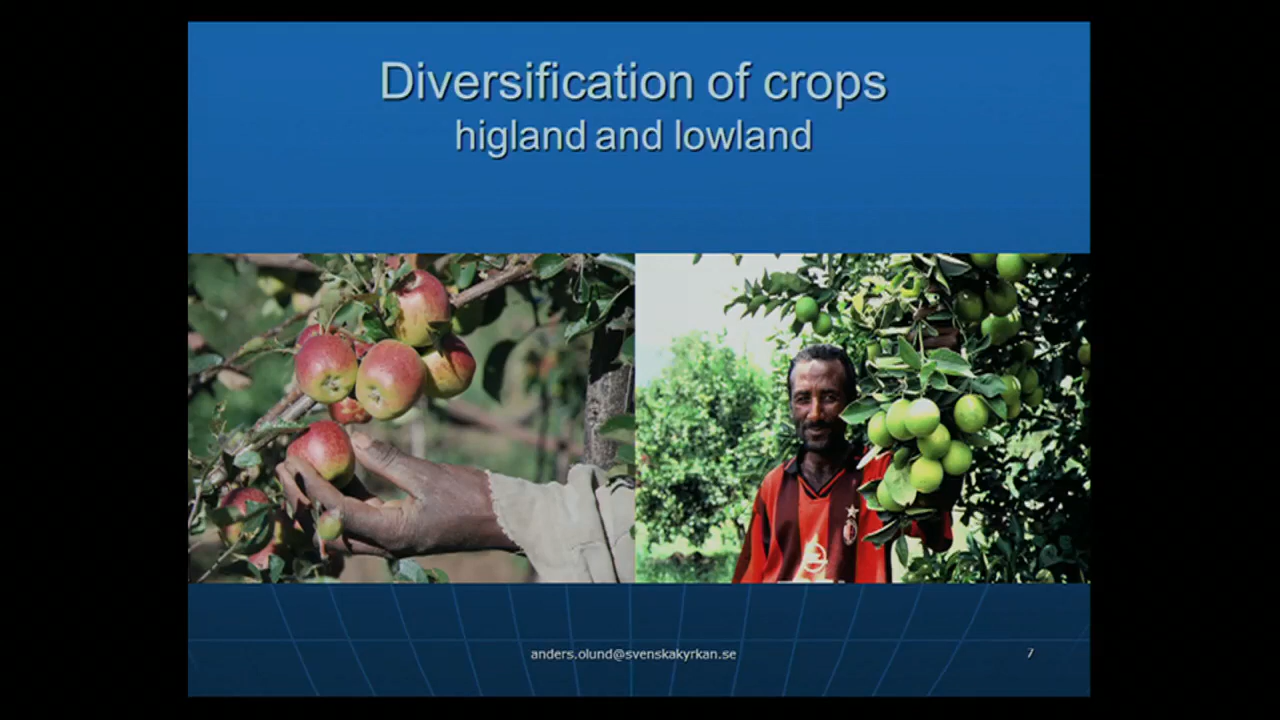 Diversification of crops
higland and lowland
anders.olund@svenskakyrkan.se
7